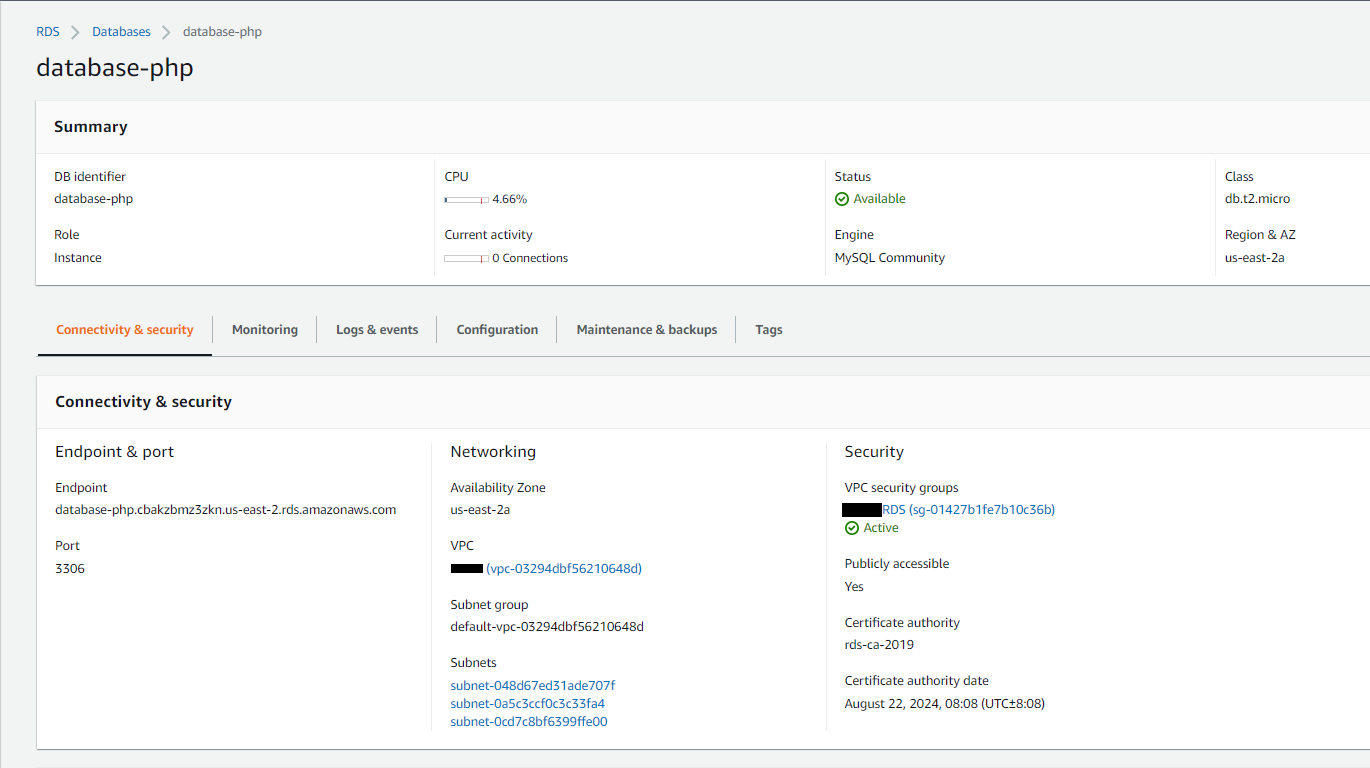 RDS > Databases > database-php
database-php
Summary
DB identifier
database-php
Role
Instance
CPU
4.66%
Current activity
0 Connections
Status
Available
Engine
MySQL Community
Class
db.t2.micro
Region & AZ
us-east-2a
Connectivity & security
Monitoring
Logs & events
Configuration
Maintenance & backups
Tags
Connectivity & security
Endpoint & port
Endpoint
database-php.cbakzbmz3zkn.us-east-2.rds.amazonaws.com
Port
3306
Networking
Availability Zone
us-east-2a
VPC
(vpc-03294dbf56210648d)
Subnet group
default-vpc-03294dbf56210648d
Subnets
subnet-048d67ed31ade707f
subnet-0a5c3ccf0c3c33fa4
subnet-0cd7c8bf6399ffe00
Security
VPC security groups
RDS (sg-01427b1fe7b10c36b)
Active
Publicly accessible
Yes
Certificate authority
rds-ca-2019
Certificate authority date
August 22, 2024, 08:08 (UTC±8:08)